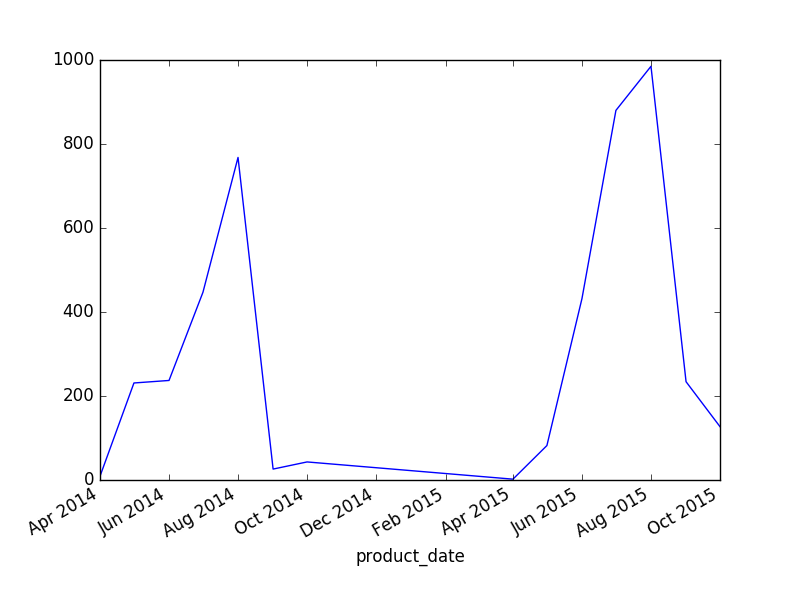 1000
800
600
400
200
0
Apr 2014
Jun 2014
Aug 2014
Oct 2014
Dec 2014
Feb 2015
Apr 2015
Jun 2015
Aug 2015
Oct 2015
product_date